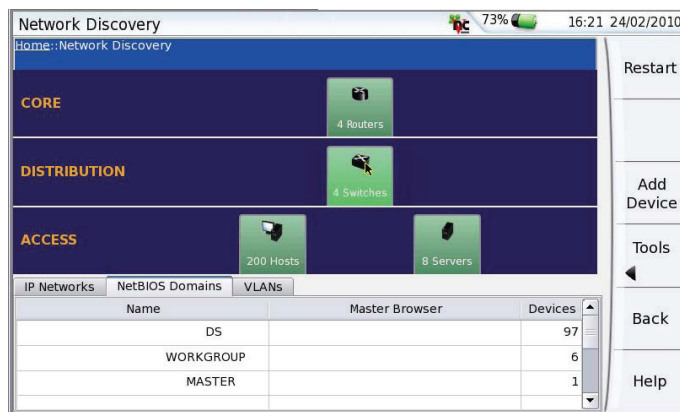 Network Discovery
DC 73% 16:21 24/02/2010
Home::Network Discovery
Restart
CORE
4 Routers
DISTRIBUTION
4 Switches
Add
Device
ACCESS
200 Hosts
8 Servers
Tools
IP Networks NetBIOS Domains VLANs
Name Master Browser Devices
DS 97
WORKGROUP 6
MASTER 1
Back
Help